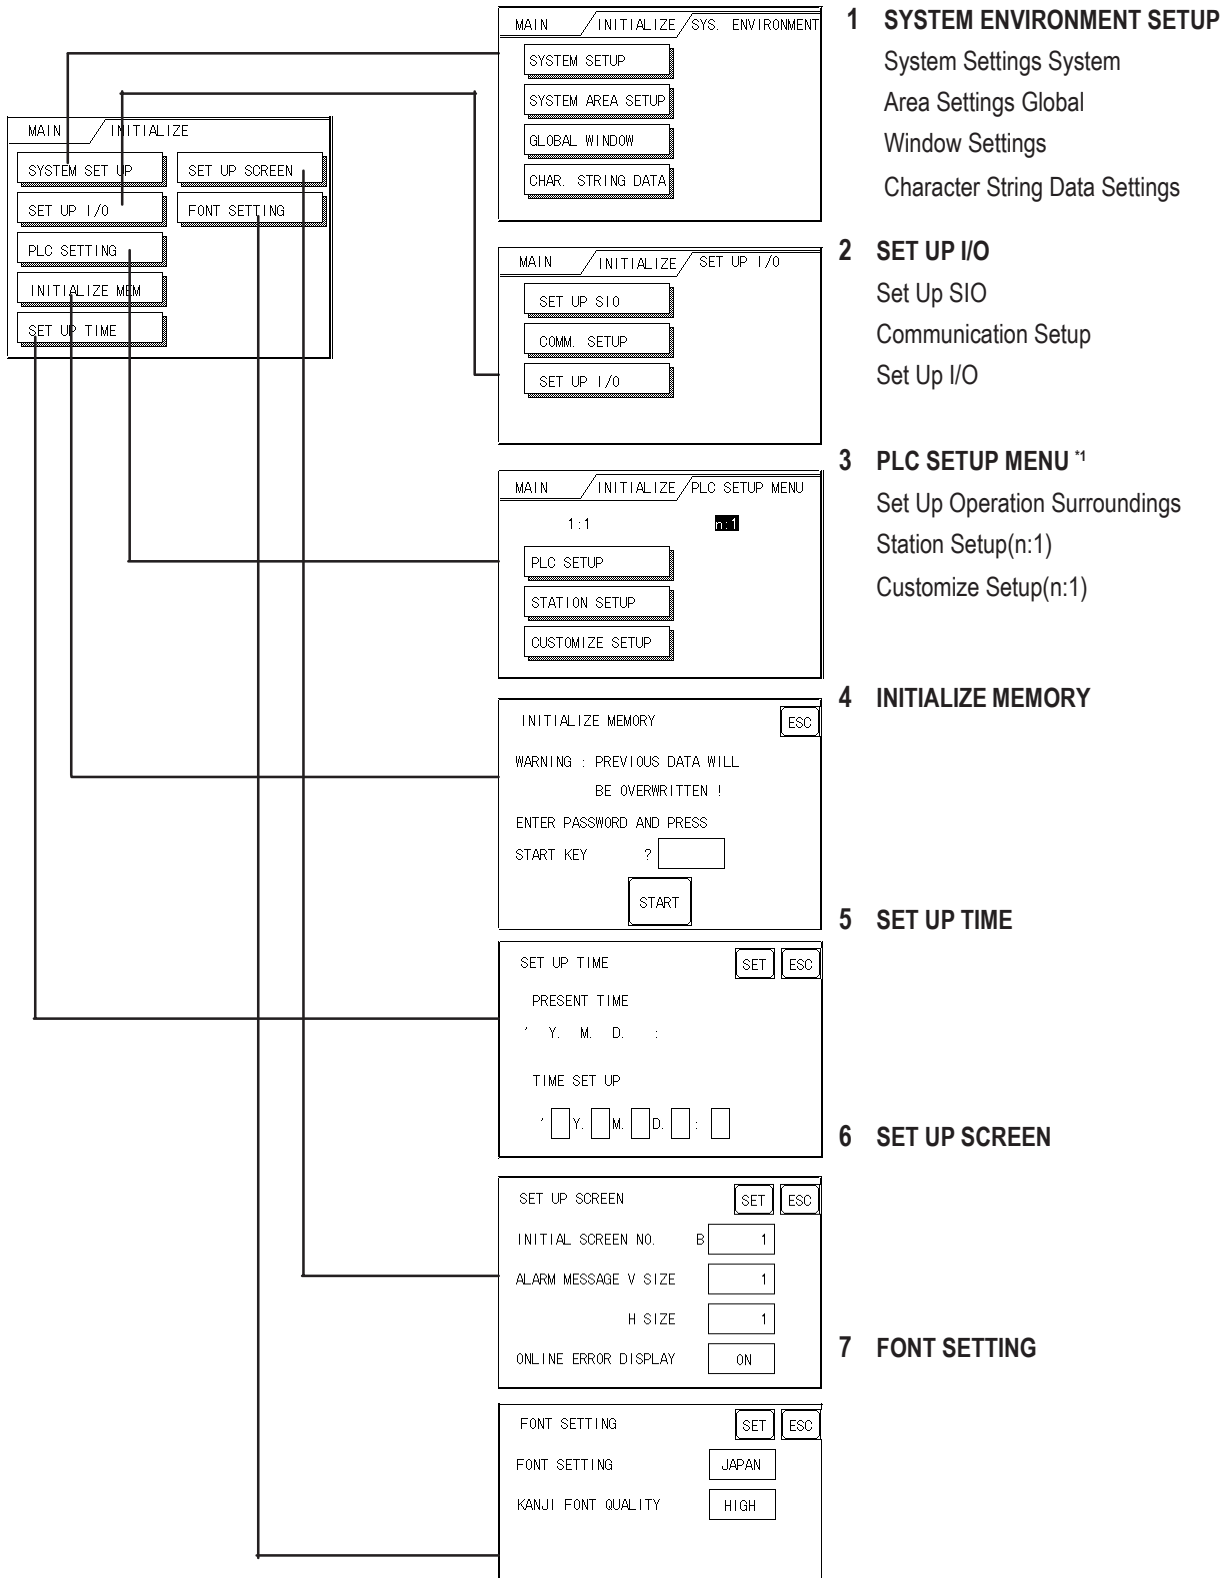 MAIN INITIALIZE
SYSTEM SET UP SET UP SCREEN
SET UP I/O FONT SETTING
PLC SETTING
INITIALIZE MEM
SET UP TIME
MAIN INITIALIZE SYS. ENVIRONMENT
SYSTEM SETUP
SYSTEM AREA SETUP
GLOBAL WINDOW
CHAR. STRING DATA
1 SYSTEM ENVIRONMENT SETUP
System Settings System
Area Settings Global
Window Settings
Character String Data Settings
MAIN INITIALIZE SET UP I/O
SET UP SIO
COMM. SETUP
SET UP I/O
2 SET UP I/O
Set Up SIO
Communication Setup
Set Up I/O
MAIN INITIALIZE PLC SETUP MENU
1:1 n:1
PLC SETUP
STATION SETUP
CUSTOMIZE SETUP
3 PLC SETUP MENU *1
Set Up Operation Surroundings
Station Setup(n:1)
Customize Setup(n:1)
INITIALIZE MEMORY ESC
WARNING : PREVIOUS DATA WILL
BE OVERWRITTEN !
ENTER PASSWORD AND PRESS
START KEY ?
START
4 INITIALIZE MEMORY
SET UP TIME SET ESC
PRESENT TIME
' Y. M. D. :
TIME SET UP
' Y. M. D. :
5 SET UP TIME
SET UP SCREEN SET ESC
INITIAL SCREEN NO. B 1
ALARM MESSAGE V SIZE 1
H SIZE 1
ONLINE ERROR DISPLAY ON
6 SET UP SCREEN
FONT SETTING SET ESC
FONT SETTING JAPAN
KANJI FONT QUALITY HIGH
7 FONT SETTING